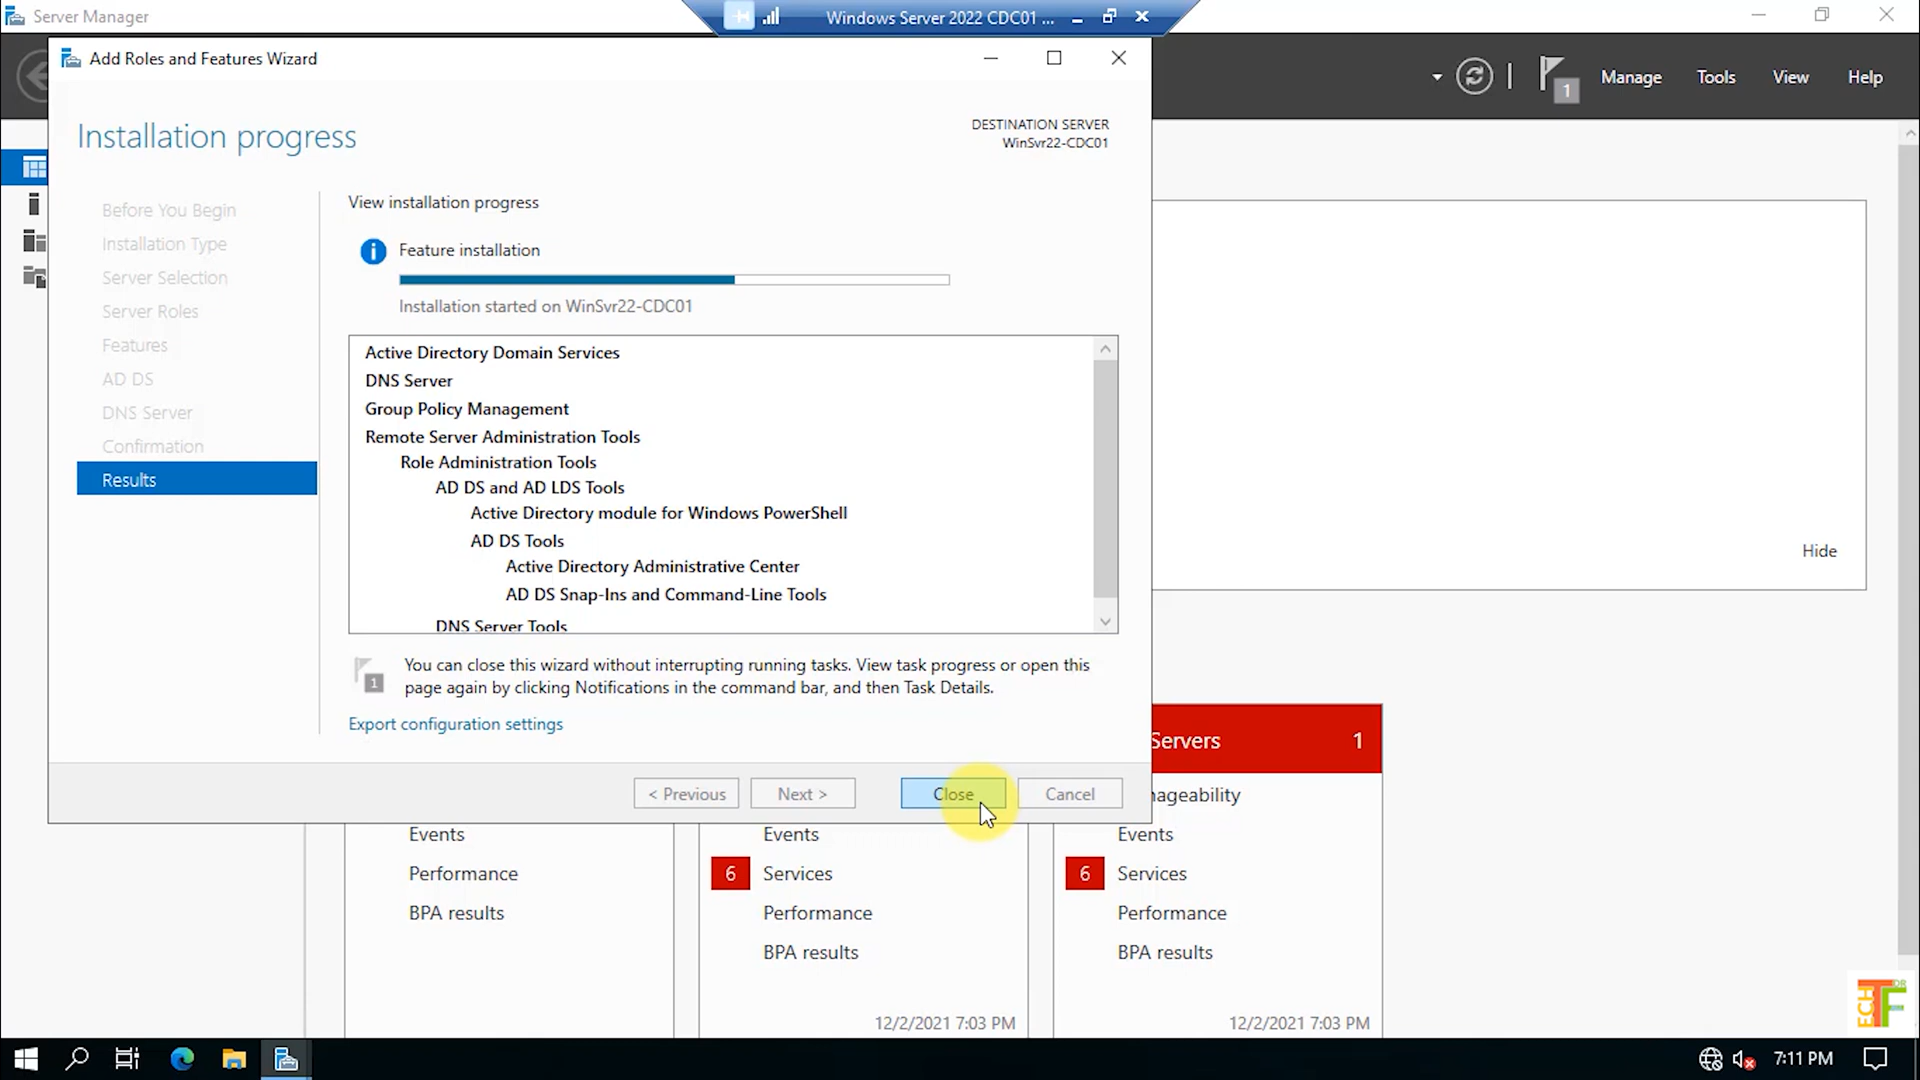 Server Manager
Windows Server 2022 CDC01 ...
Add Roles and Features Wizard
1
Manage
Tools
View
Help
Installation progress
DESTINATION SERVER
WinSvr22-CDC01
Before You Begin
Installation Type
Server Selection
Server Roles
Features
AD DS
DNS Server
Confirmation
Results
View installation progress
Feature installation
Installation started on WinSvr22-CDC01
Active Directory Domain Services
DNS Server
Group Policy Management
Remote Server Administration Tools
Role Administration Tools
AD DS and AD LDS Tools
Active Directory module for Windows PowerShell
AD DS Tools
Active Directory Administrative Center
AD DS Snap-Ins and Command-Line Tools
DNS Server Tools
1
You can close this wizard without interrupting running tasks. View task progress or open this
page again by clicking Notifications in the command bar, and then Task Details.
Export configuration settings
< Previous
Next >
Close
Cancel
Hide
Servers 1
nageability
Events
Performance
BPA results
Events
6 Services
Performance
BPA results
12/2/2021 7:03 PM
Events
6 Services
Performance
BPA results
12/2/2021 7:03 PM
ECH TF DR
7:11 PM